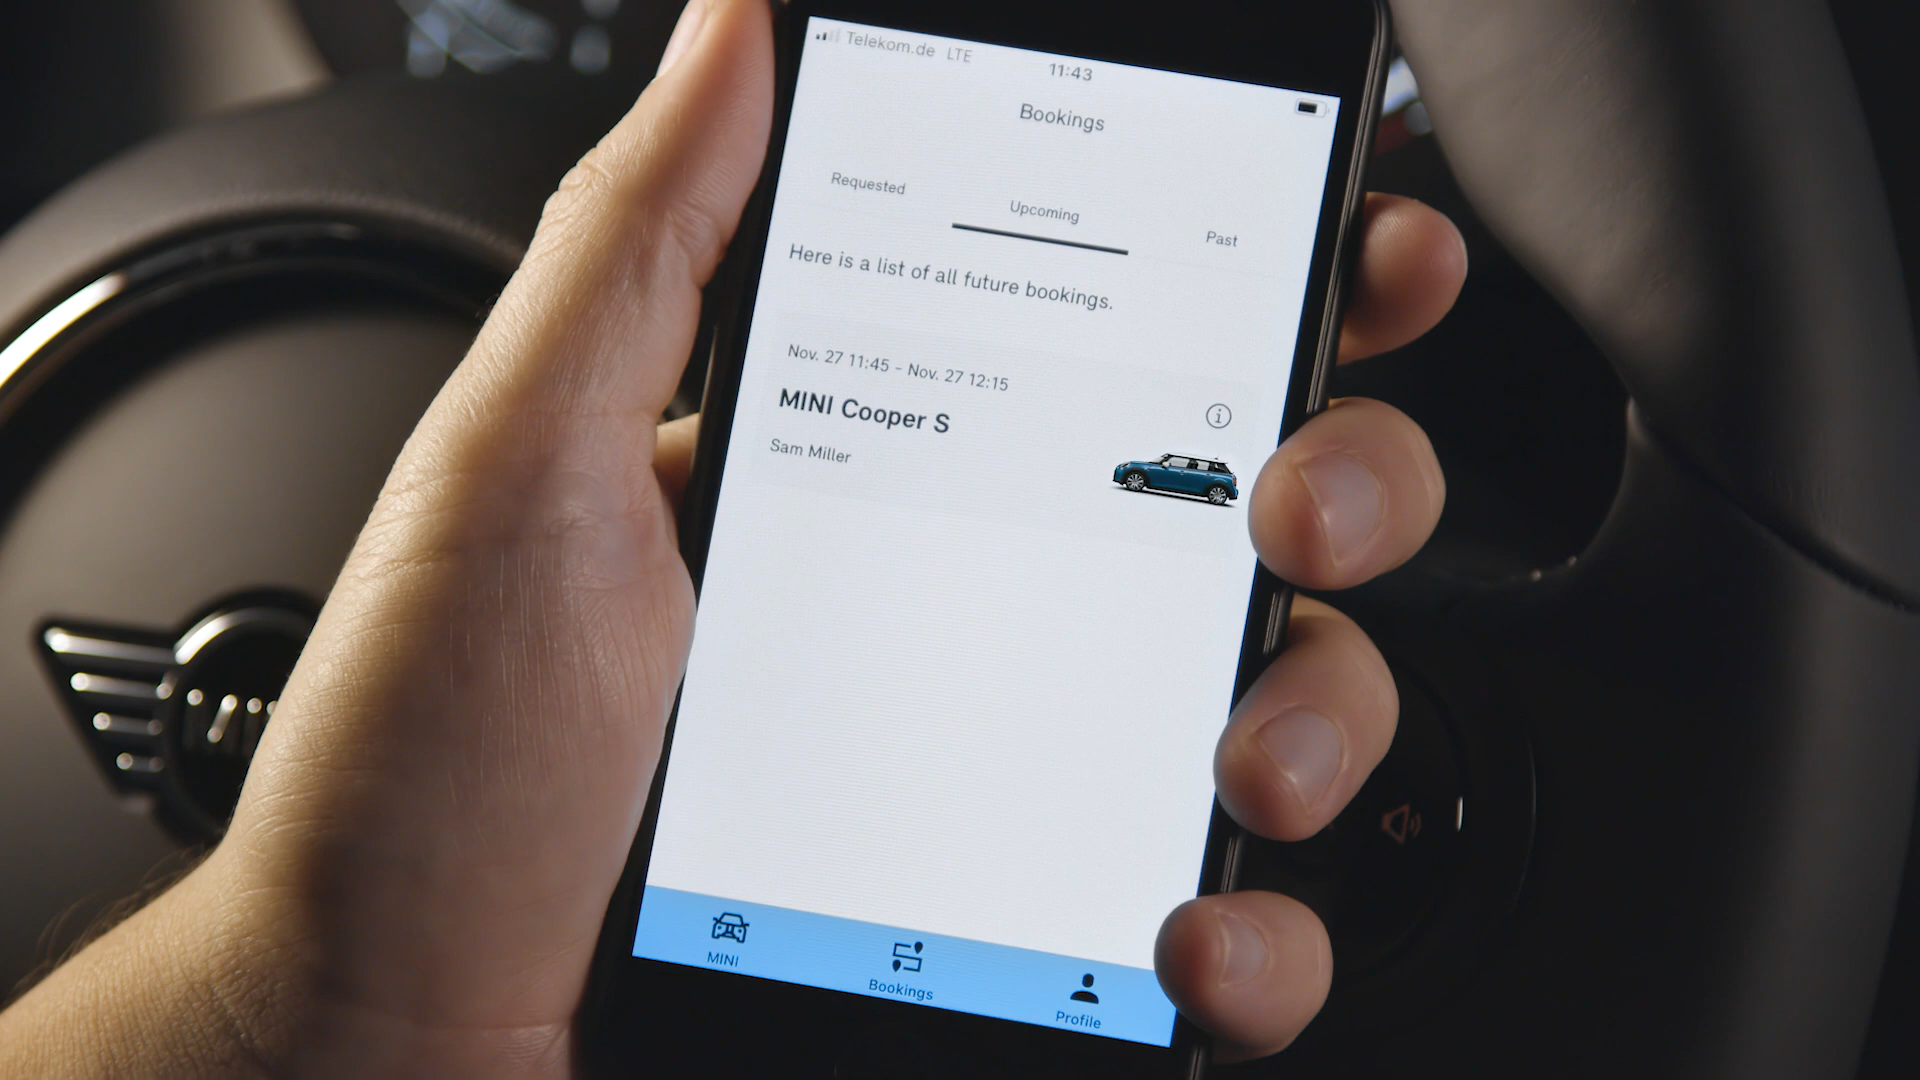 Telekom.de LTE
11:43
Bookings
Requested
Upcoming
Past
Here is a list of all future bookings.
Nov. 27 11:45 - Nov. 27 12:15
MINI Cooper S
Sam Miller
MINI
Bookings
Profile